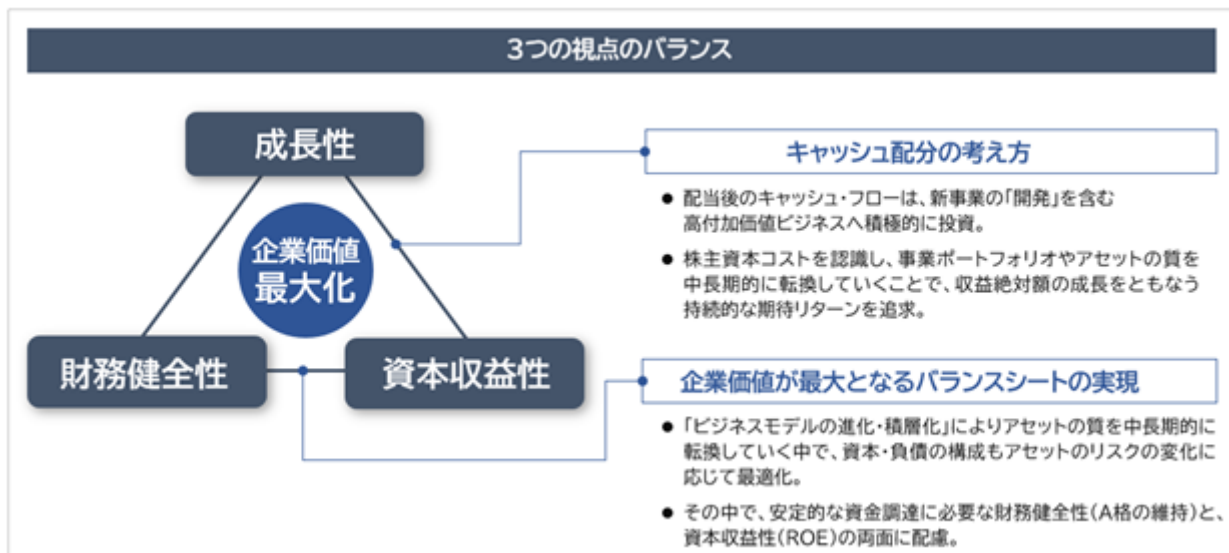 3つの視点のバランス
成長性
企業価値
最大化
財務健全性
資本収益性
キャッシュ配分の考え方
● 配当後のキャッシュ・フローは、新事業の「開発」を含む
高付加価値ビジネスへ積極的に投資。
● 株主資本コストを認識し、事業ポートフォリオやアセットの質を
中長期的に転換していくことで、収益絶対額の成長をともなう
持続的な期待リターンを追求。
企業価値が最大となるバランスシートの実現
● 「ビジネスモデルの進化・積層化」によりアセットの質を中長期的に
転換していく中で、資本・負債の構成もアセットのリスクの変化に
応じて最適化。
● その中で、安定的な資金調達に必要な財務健全性(A格の維持)と、
資本収益性(ROE)の両面に配慮。